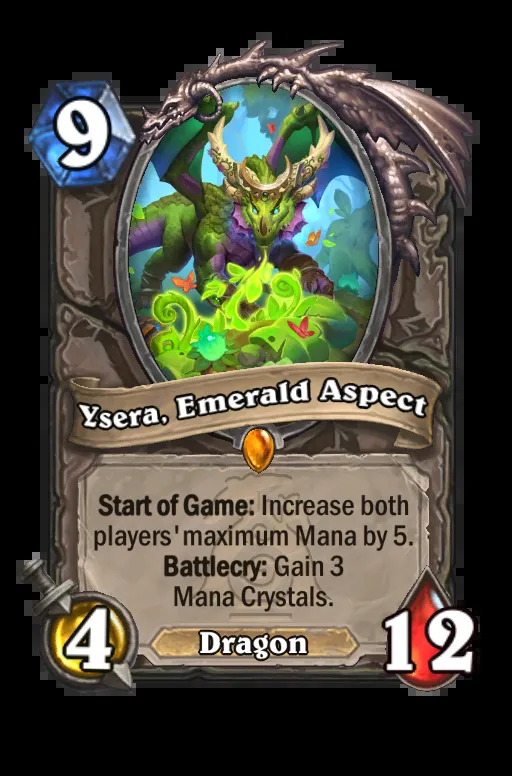 9
Ysera, Emerald Aspect
Start of Game: Increase both
players' maximum Mana by 5.
Battlecry: Gain 3
Mana Crystals.
4
Dragon
12